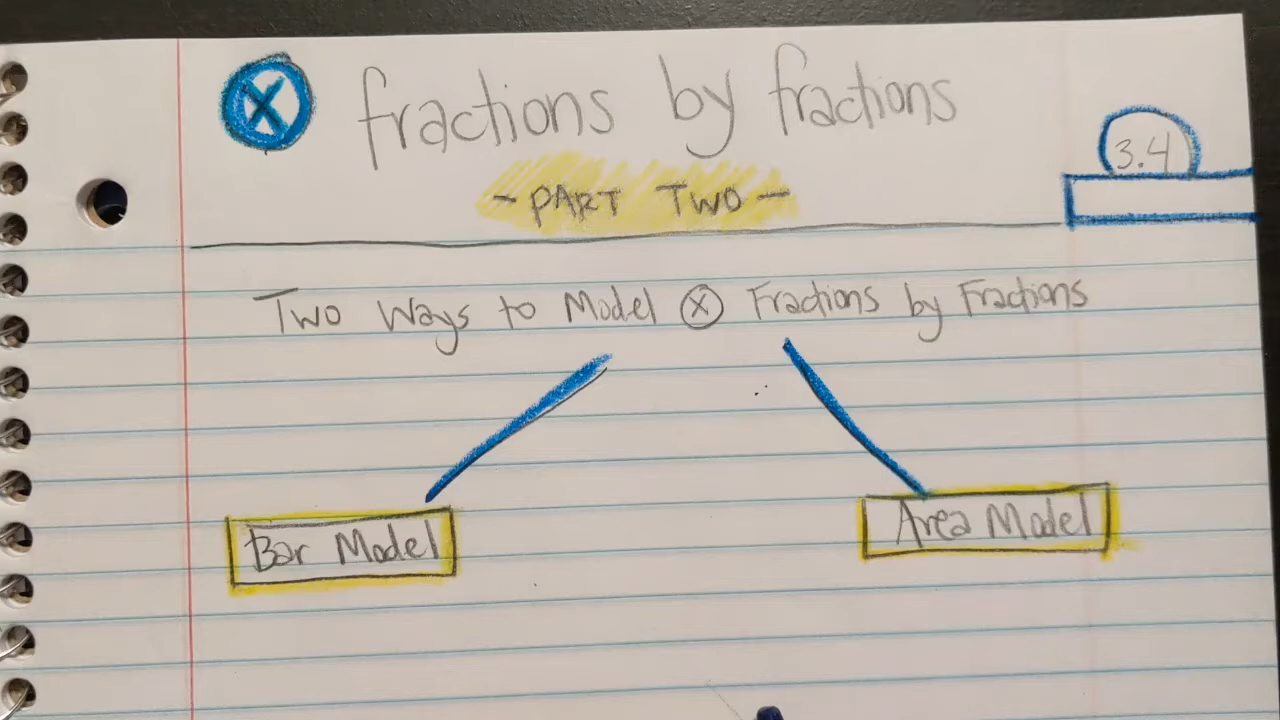 ⓧ fractions by fractions
3.4
- PART TWO -
Two Ways to Model ⓧ Fractions by Fractions
Bar Model
Area Model